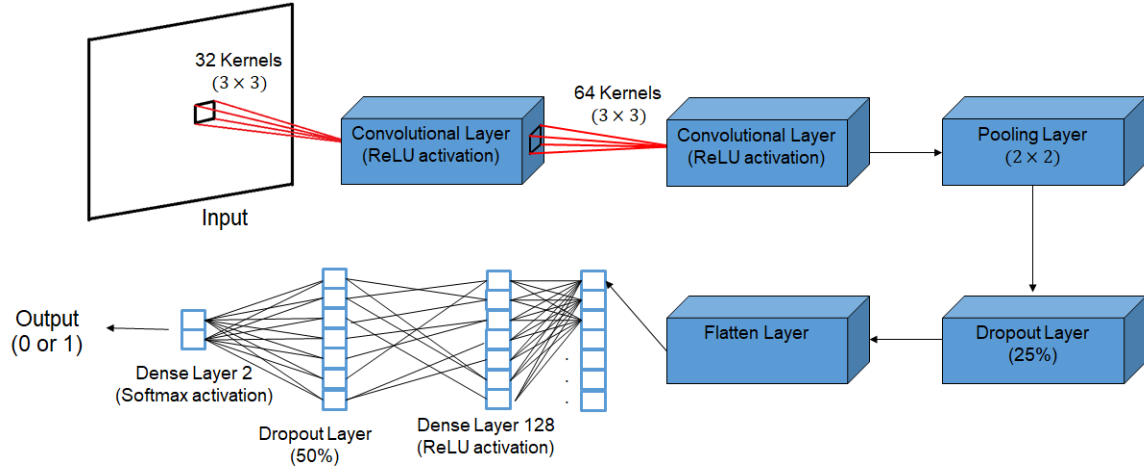 32 Kernels
(3 × 3)
Input
Convolutional Layer
(ReLU activation)
64 Kernels
(3 × 3)
Convolutional Layer
(ReLU activation)
Pooling Layer
(2 × 2)
Dropout Layer
(25%)
Flatten Layer
Dense Layer 128
(ReLU activation)
Dropout Layer
(50%)
Dense Layer 2
(Softmax activation)
Output
(0 or 1)